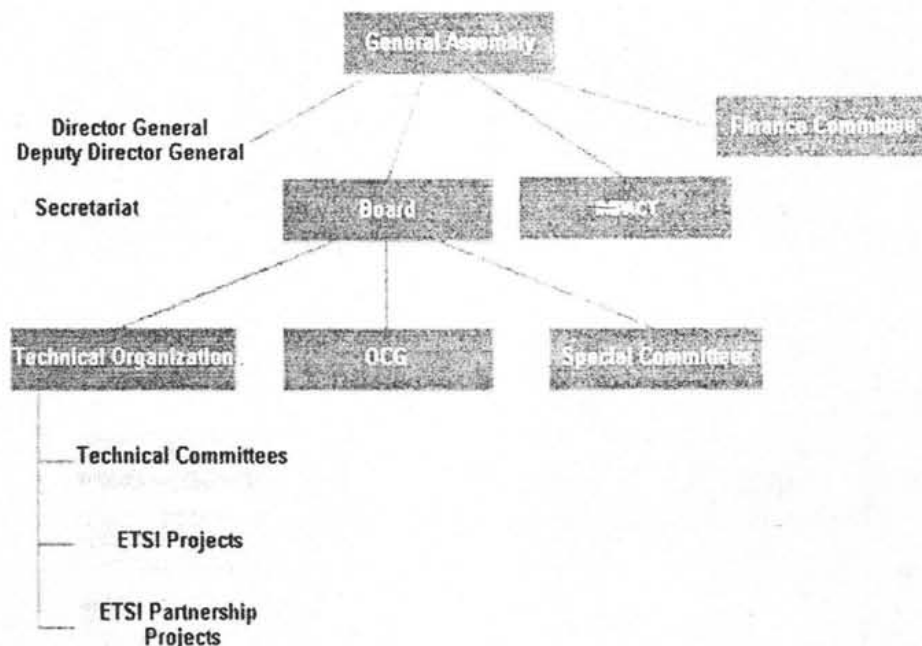 General Assembly
Director General
Deputy Director General
Finance Committee
Secretariat
Board
Technical Organization
OCG
Special Committees
Technical Committees
ETSI Projects
ETSI Partnership
Projects